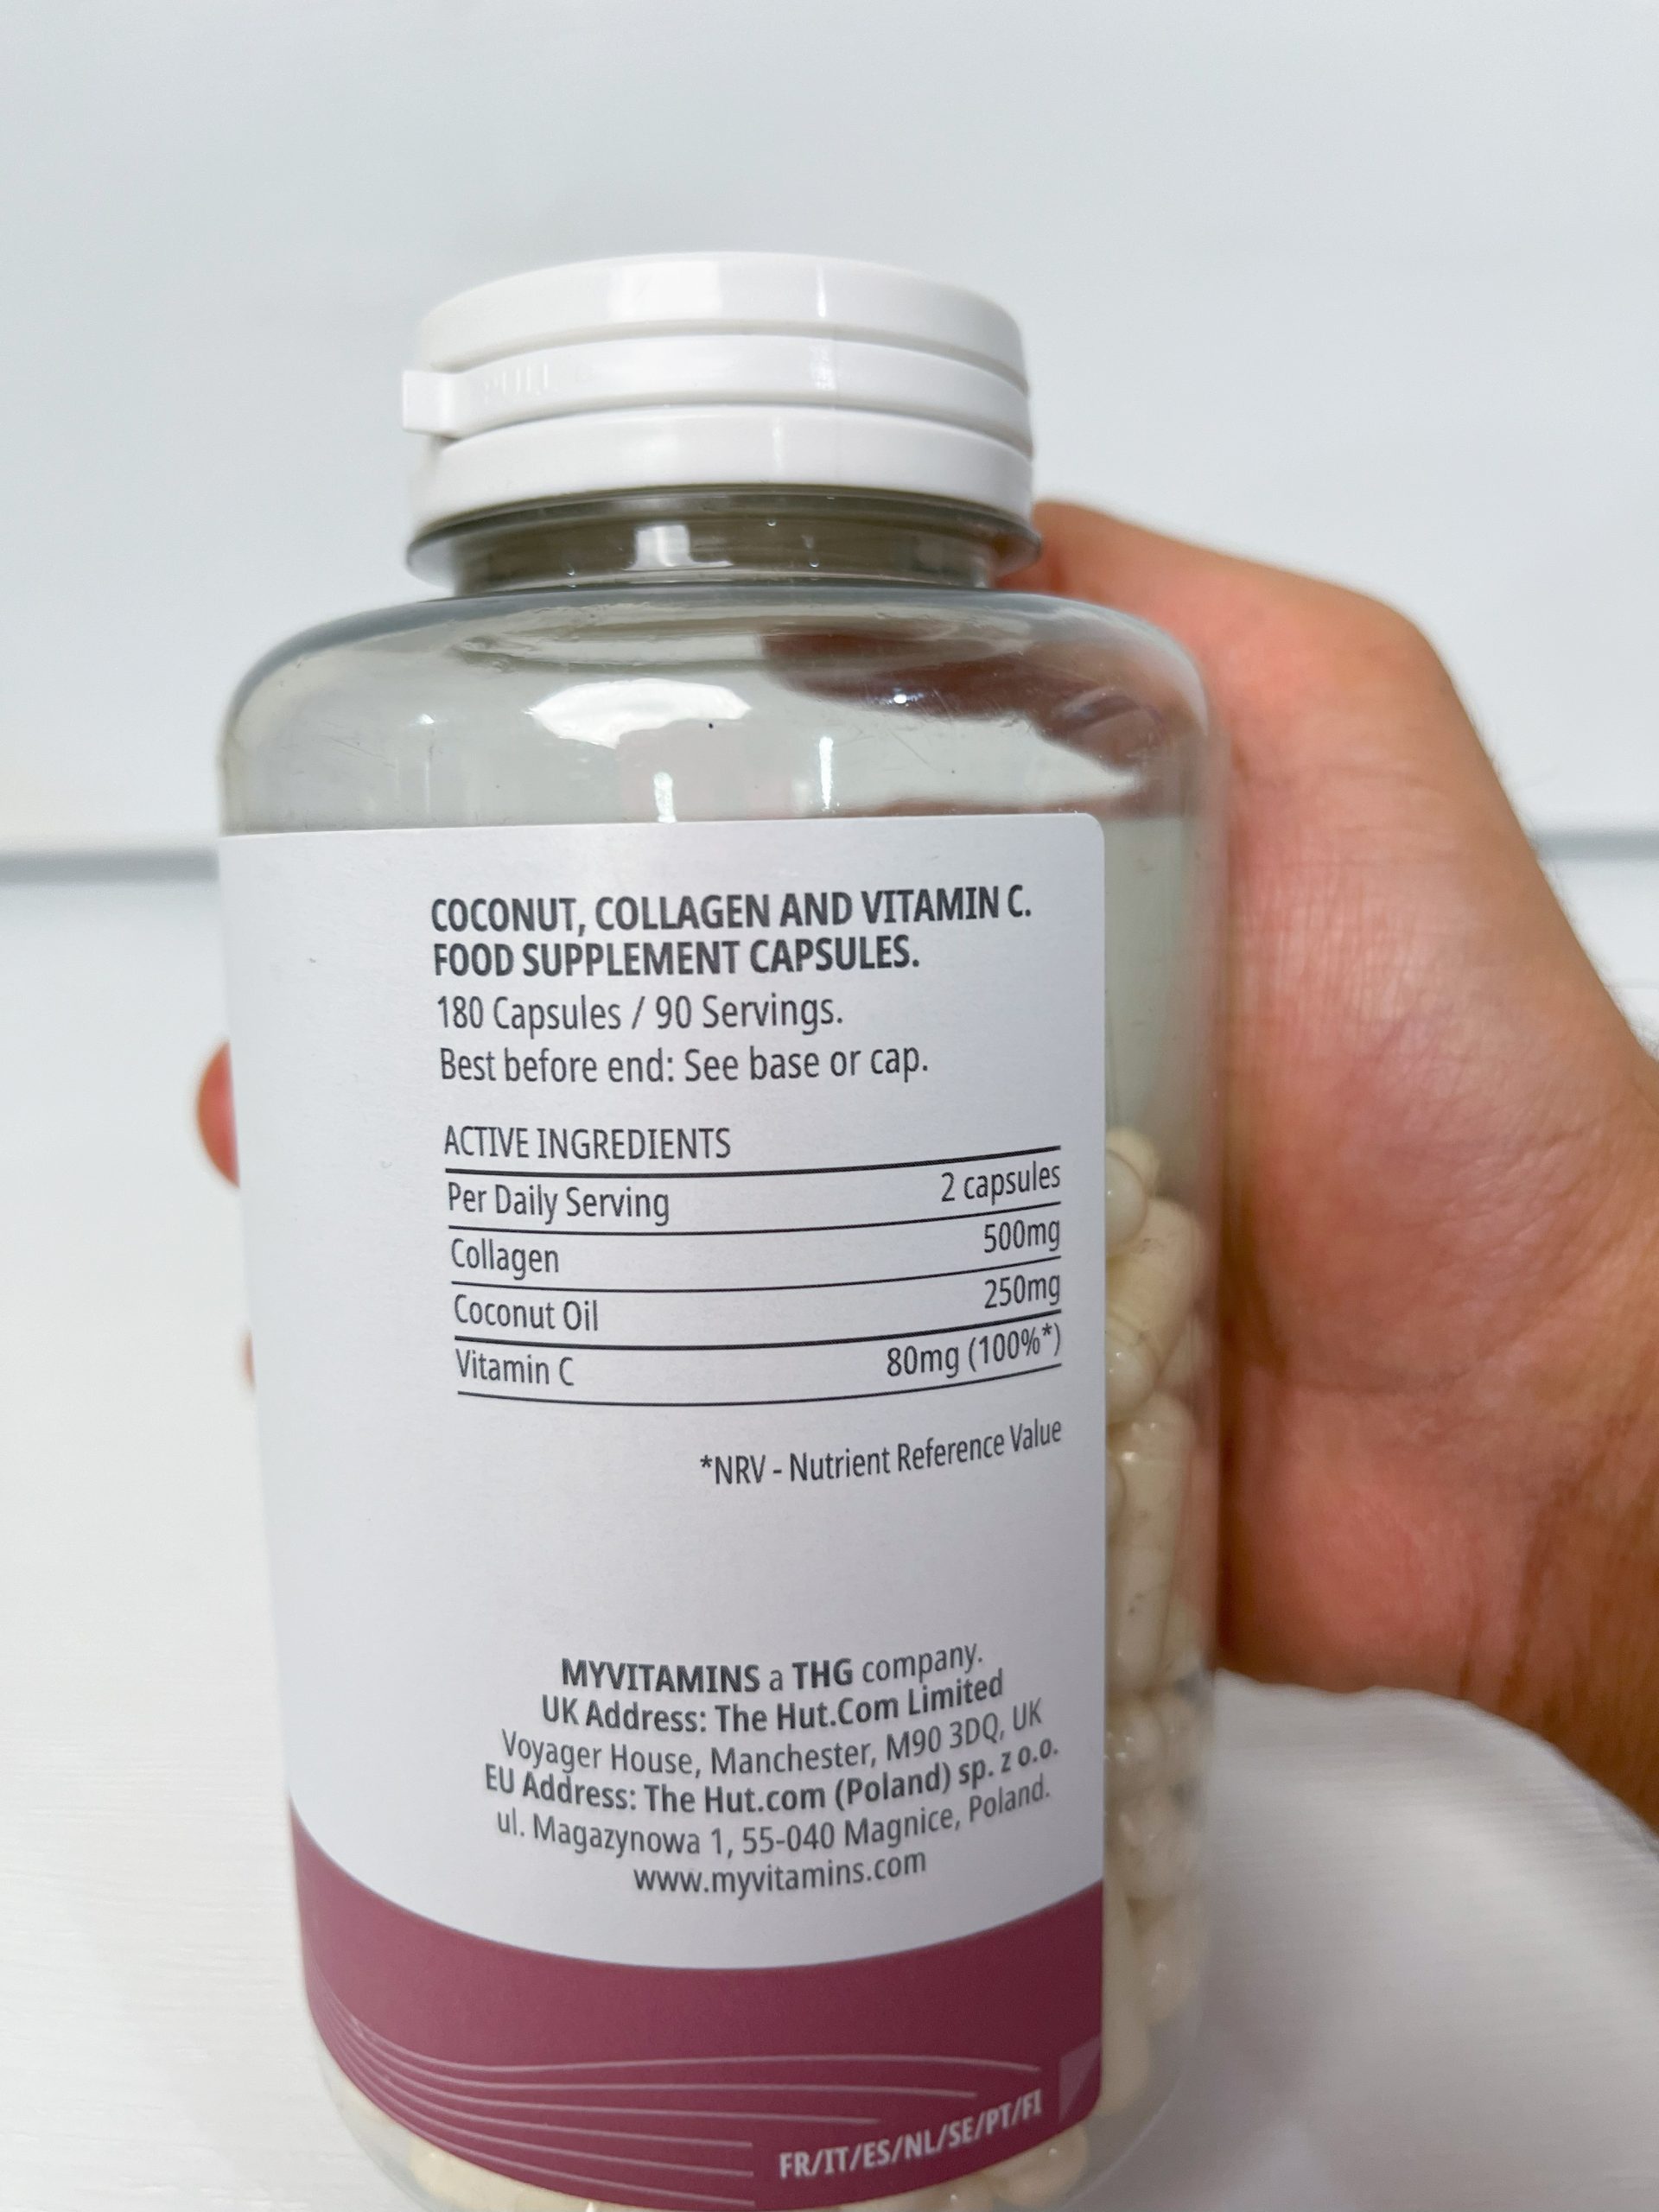 PULL
COCONUT, COLLAGEN AND VITAMIN C.
FOOD SUPPLEMENT CAPSULES.
180 Capsules / 90 Servings.
Best before end: See base or cap.
ACTIVE INGREDIENTS
Per Daily Serving 2 capsules
Collagen 500mg
Coconut Oil 250mg
Vitamin C 80mg (100%*)
*NRV - Nutrient Reference Value
MYVITAMINS a THG company.
UK Address: The Hut.Com Limited
Voyager House, Manchester, M90 3DQ, UK
EU Address: The Hut.com (Poland) sp. z o.o.
ul. Magazynowa 1, 55-040 Magnice, Poland.
www.myvitamins.com
FR/IT/ES/NL/SE/PT/FI